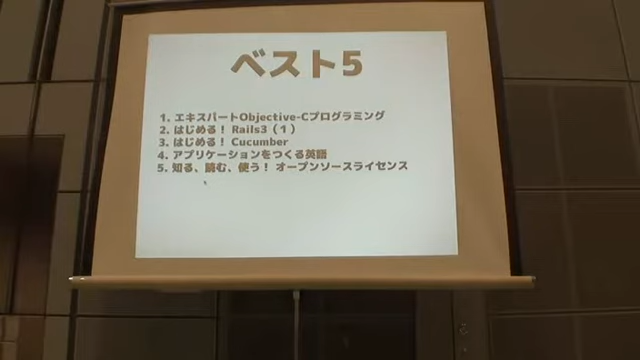 ベスト5
1. エキスパートObjective-Cプログラミング
2. はじめる! Rails3(1)
3. はじめる! Cucumber
4. アプリケーションをつくる英語
5. 知る、読む、使う! オープンソースライセンス